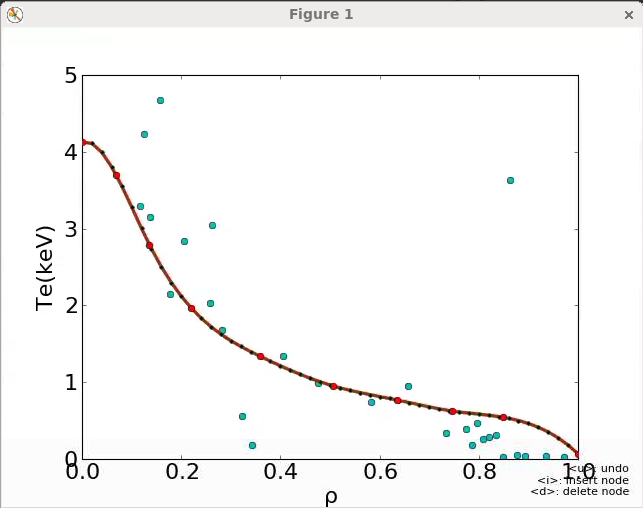 Figure 1
5
4
3
2
1
0
Te(keV)
0.0 0.2 0.4 0.6 0.8 1.0
ρ
<u>: undo
<i>: insert node
<d>: delete node